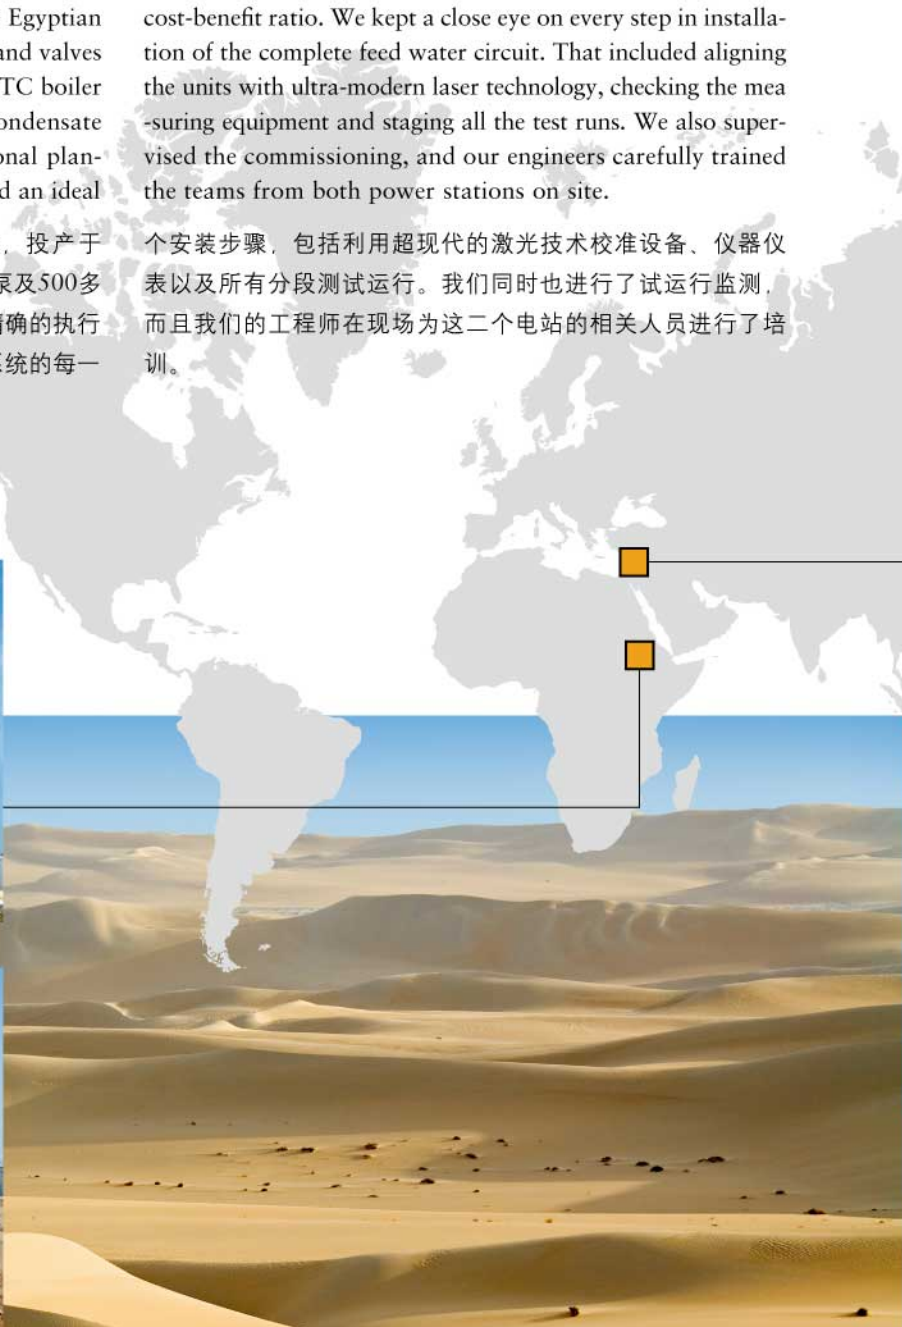 Egyptian
and valves
TC boiler
ondensate
onal plan-
d an ideal
，投产于
泵及500多
精确的执行
系统的每一
cost-benefit ratio. We kept a close eye on every step in installa-
tion of the complete feed water circuit. That included aligning
the units with ultra-modern laser technology, checking the mea
-suring equipment and staging all the test runs. We also super-
vised the commissioning, and our engineers carefully trained
the teams from both power stations on site.
个安装步骤，包括利用超现代的激光技术校准设备、仪器仪
表以及所有分段测试运行。我们同时也进行了试运行监测，
而且我们的工程师在现场为这二个电站的相关人员进行了培
训。